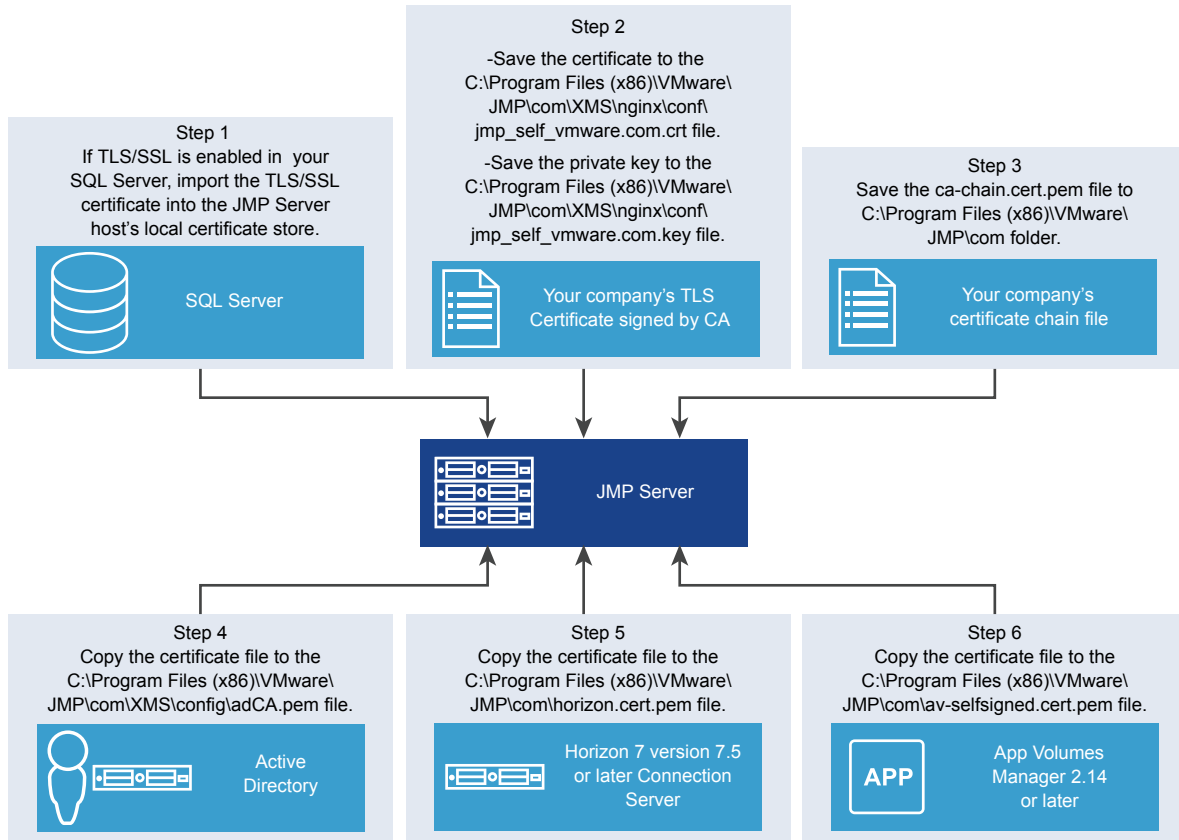 Step 1
If TLS/SSL is enabled in your
SQL Server, import the TLS/SSL
certificate into the JMP Server
host's local certificate store.
SQL Server
Step 2
-Save the certificate to the
C:\Program Files (x86)\VMware\
JMP\com\XMS\nginx\conf\
jmp_self_vmware.com.crt file.
-Save the private key to the
C:\Program Files (x86)\VMware\
JMP\com\XMS\nginx\conf\
jmp_self_vmware.com.key file.
Your company's TLS
Certificate signed by CA
Step 3
Save the ca-chain.cert.pem file to
C:\Program Files (x86)\VMware\
JMP\com folder.
Your company's
certificate chain file
JMP Server
Step 4
Copy the certificate file to the
C:\Program Files (x86)\VMware\
JMP\com\XMS\config\adCA.pem file.
Active
Directory
Step 5
Copy the certificate file to the
C:\Program Files (x86)\VMware\
JMP\com\horizon.cert.pem file.
Horizon 7 version 7.5
or later Connection
Server
Step 6
Copy the certificate file to the
C:\Program Files (x86)\VMware\
JMP\com\av-selfsigned.cert.pem file.
APP
App Volumes
Manager 2.14
or later